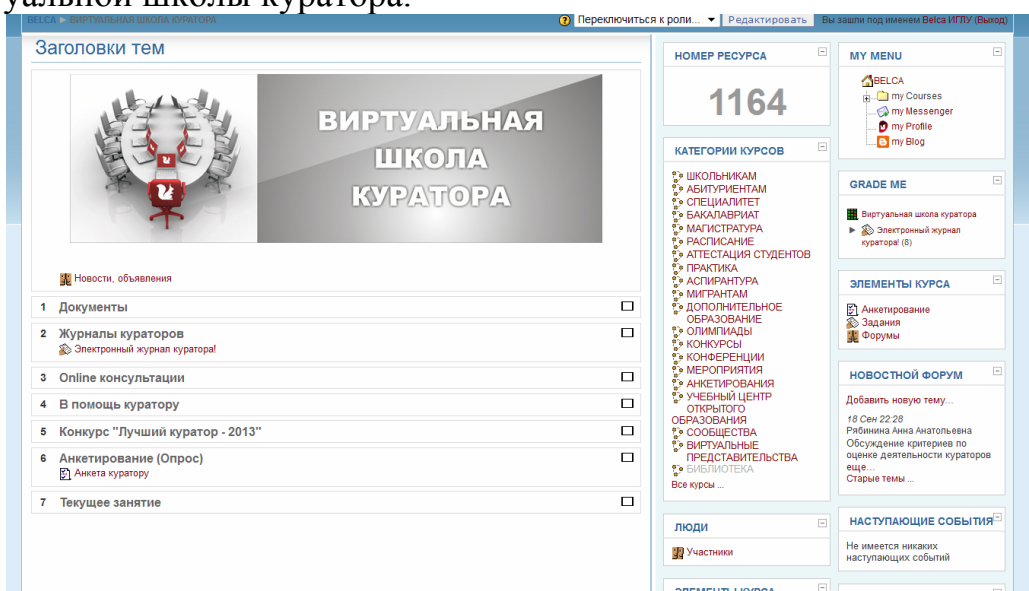 уальной школы куратора.
BELCA ► ВИРТУАЛЬНАЯ ШКОЛА КУРАТОРА
Переключиться к роли...
Редактировать
Вы зашли под именем Belca ИГЛУ (Выход)
Заголовки тем
ВИРТУАЛЬНАЯ
ШКОЛА
КУРАТОРА
Новости, объявления
1 Документы
2 Журналы кураторов
Электронный журнал куратора!
3 Online консультации
4 В помощь куратору
5 Конкурс "Лучший куратор - 2013"
6 Анкетирование (Опрос)
Анкета куратору
7 Текущее занятие
НОМЕР РЕСУРСА
1164
КАТЕГОРИИ КУРСОВ
ШКОЛЬНИКАМ
АБИТУРИЕНТАМ
СПЕЦИАЛИТЕТ
БАКАЛАВРИАТ
МАГИСТРАТУРА
РАСПИСАНИЕ
АТТЕСТАЦИЯ СТУДЕНТОВ
ПРАКТИКА
АСПИРАНТУРА
МИГРАНТАМ
ДОПОЛНИТЕЛЬНОЕ
ОБРАЗОВАНИЕ
ОЛИМПИАДЫ
КОНКУРСЫ
КОНФЕРЕНЦИИ
МЕРОПРИЯТИЯ
АНКЕТИРОВАНИЯ
УЧЕБНЫЙ ЦЕНТР
ОТКРЫТОГО
ОБРАЗОВАНИЯ
СООБЩЕСТВА
ВИРТУАЛЬНЫЕ
ПРЕДСТАВИТЕЛЬСТВА
БИБЛИОТЕКА
Все курсы ...
ЛЮДИ
Участники
ЭЛЕМЕНТЫ КУРСА
MY MENU
BELCA
my Courses
my Messenger
my Profile
my Blog
GRADE ME
Виртуальная школа куратора
► Электронный журнал
куратора! (8)
ЭЛЕМЕНТЫ КУРСА
Анкетирование
Задания
Форумы
НОВОСТНОЙ ФОРУМ
Добавить новую тему...
18 Сен 22:28
Рябинина Анна Анатольевна
Обсуждение критериев по
оценке деятельности кураторов
еще...
Старые темы ...
НАСТУПАЮЩИЕ СОБЫТИЯ
Не имеется никаких
наступающих событий